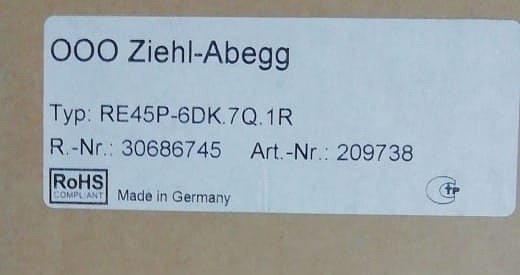 OOO Ziehl-Abegg
Typ: RE45P-6DK.7Q.1R
R.-Nr.: 30686745 Art.-Nr.: 209738
RoHS
COMPLIANT
Made in Germany